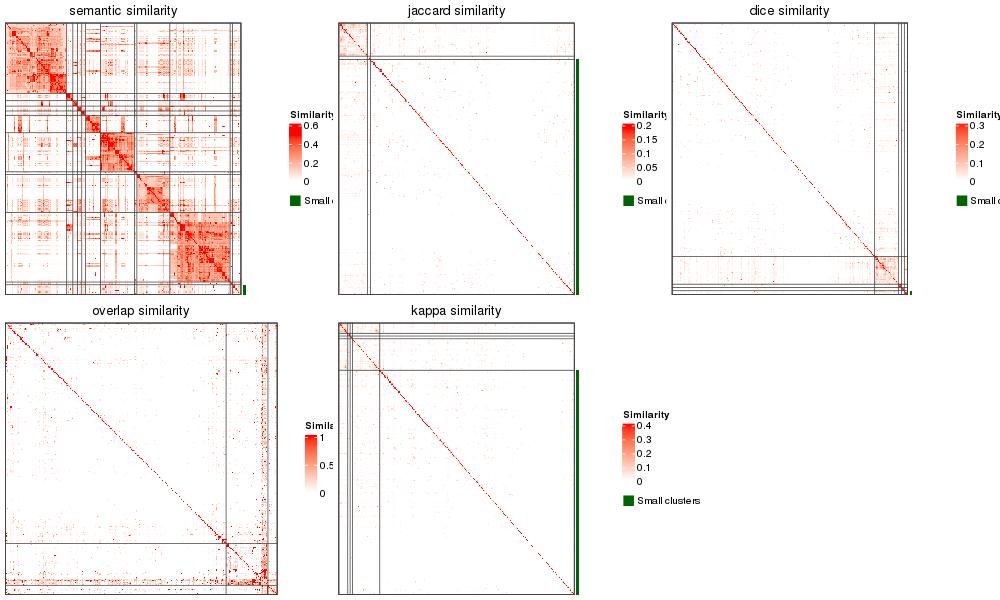 semantic similarity
jaccard similarity
dice similarity
Similarity
0.6
0.4
0.2
0
Small
Similarity
0.2
0.15
0.1
0.05
0
Small
Similarity
0.3
0.2
0.1
0
Small
overlap similarity
kappa similarity
1
0.5
0
Similarity
0.4
0.3
0.2
0.1
0
Small clusters